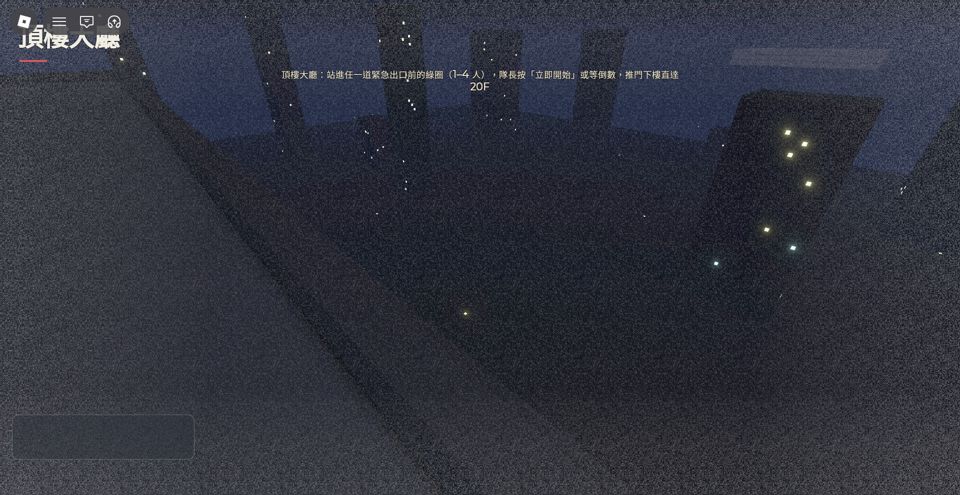 頂樓大廳
頂樓大廳：站進任一道緊急出口前的綠圈（1–4 人），隊長按「立即開始」或等倒數，推門下樓直達
20F